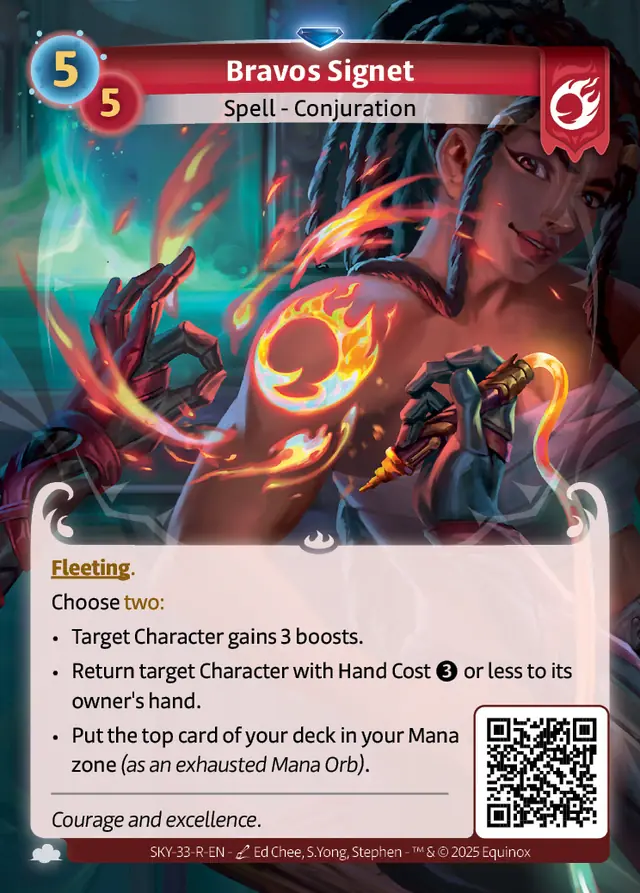 5
5
Bravos Signet
Spell - Conjuration
Fleeting.
Choose two:
• Target Character gains 3 boosts.
• Return target Character with Hand Cost 3 or less to its
owner's hand.
• Put the top card of your deck in your Mana
zone (as an exhausted Mana Orb).
Courage and excellence.
SKY-33-R-EN - Ed Chee, S.Yong, Stephen - ™ & © 2025 Equinox